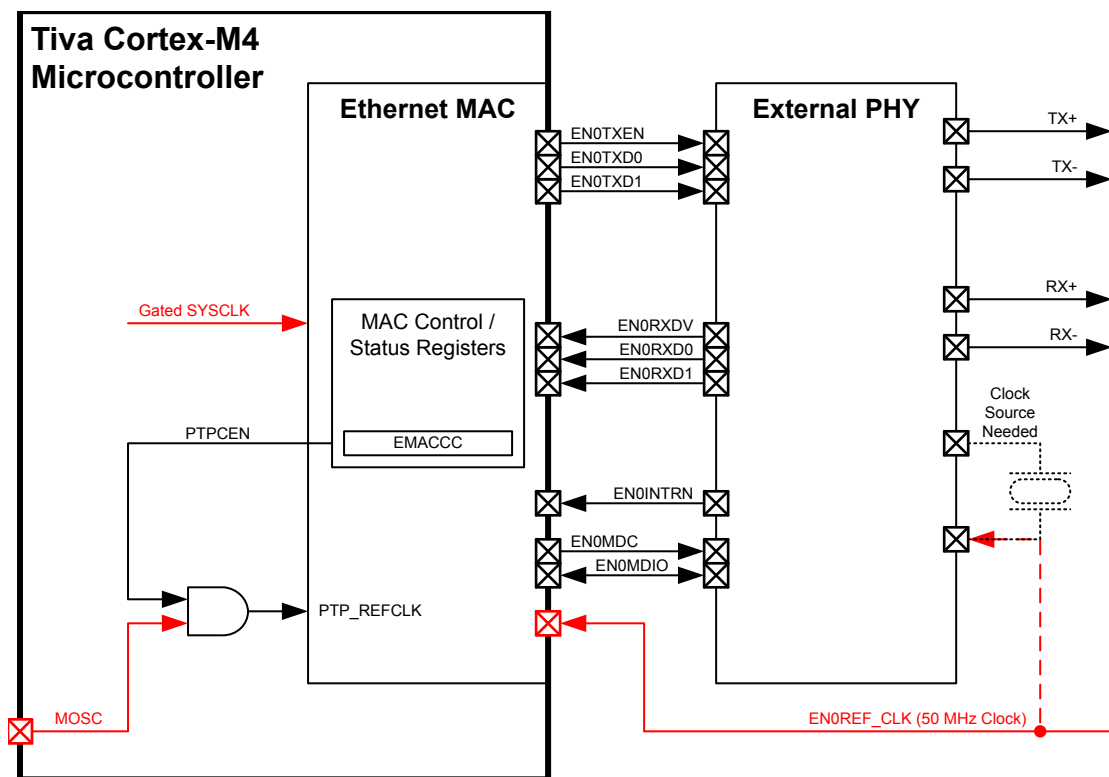 Tiva Cortex-M4
Microcontroller
Ethernet MAC
External PHY
EN0TXEN
EN0TXD0
EN0TXD1
TX+
TX-
Gated SYSCLK
MAC Control /
Status Registers
EMACCC
EN0RXDV
EN0RXD0
EN0RXD1
RX+
RX-
Clock
Source
Needed
PTPCEN
EN0INTRN
EN0MDC
EN0MDIO
PTP_REFCLK
MOSC
EN0REF_CLK (50 MHz Clock)